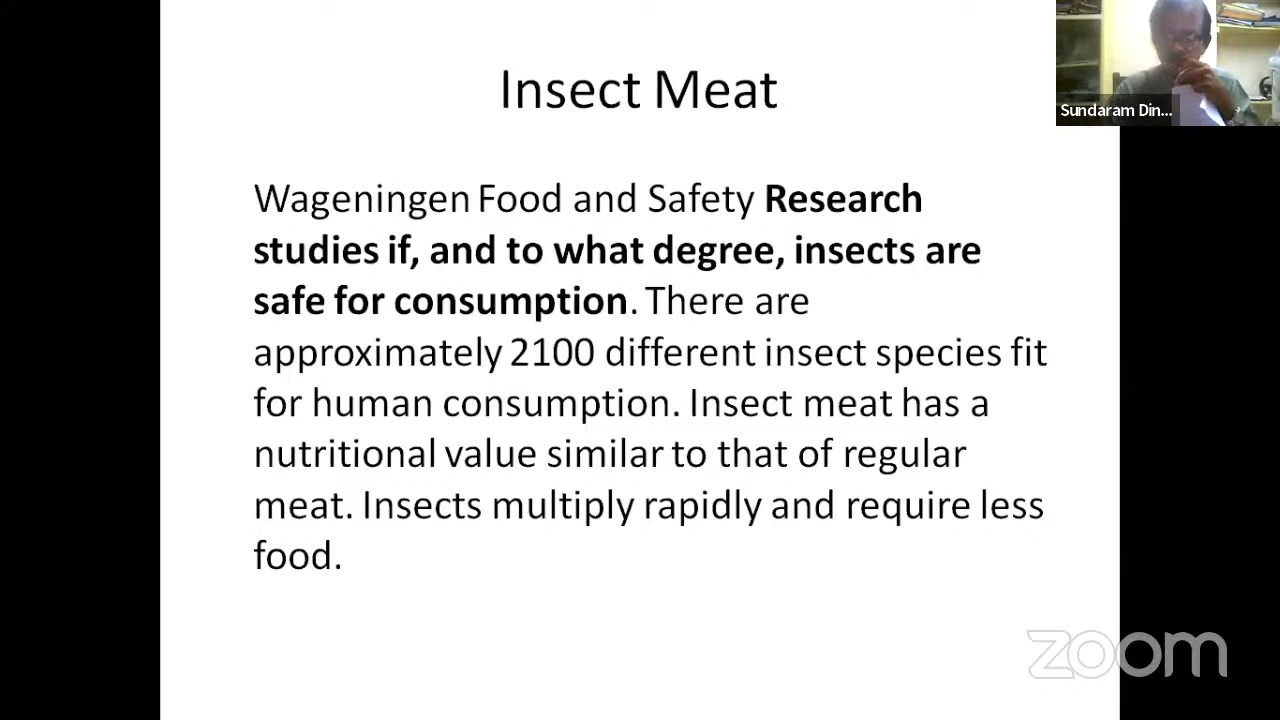 Insect Meat
Sundaram Din...
Wageningen Food and Safety Research
studies if, and to what degree, insects are
safe for consumption. There are
approximately 2100 different insect species fit
for human consumption. Insect meat has a
nutritional value similar to that of regular
meat. Insects multiply rapidly and require less
food.
zoom